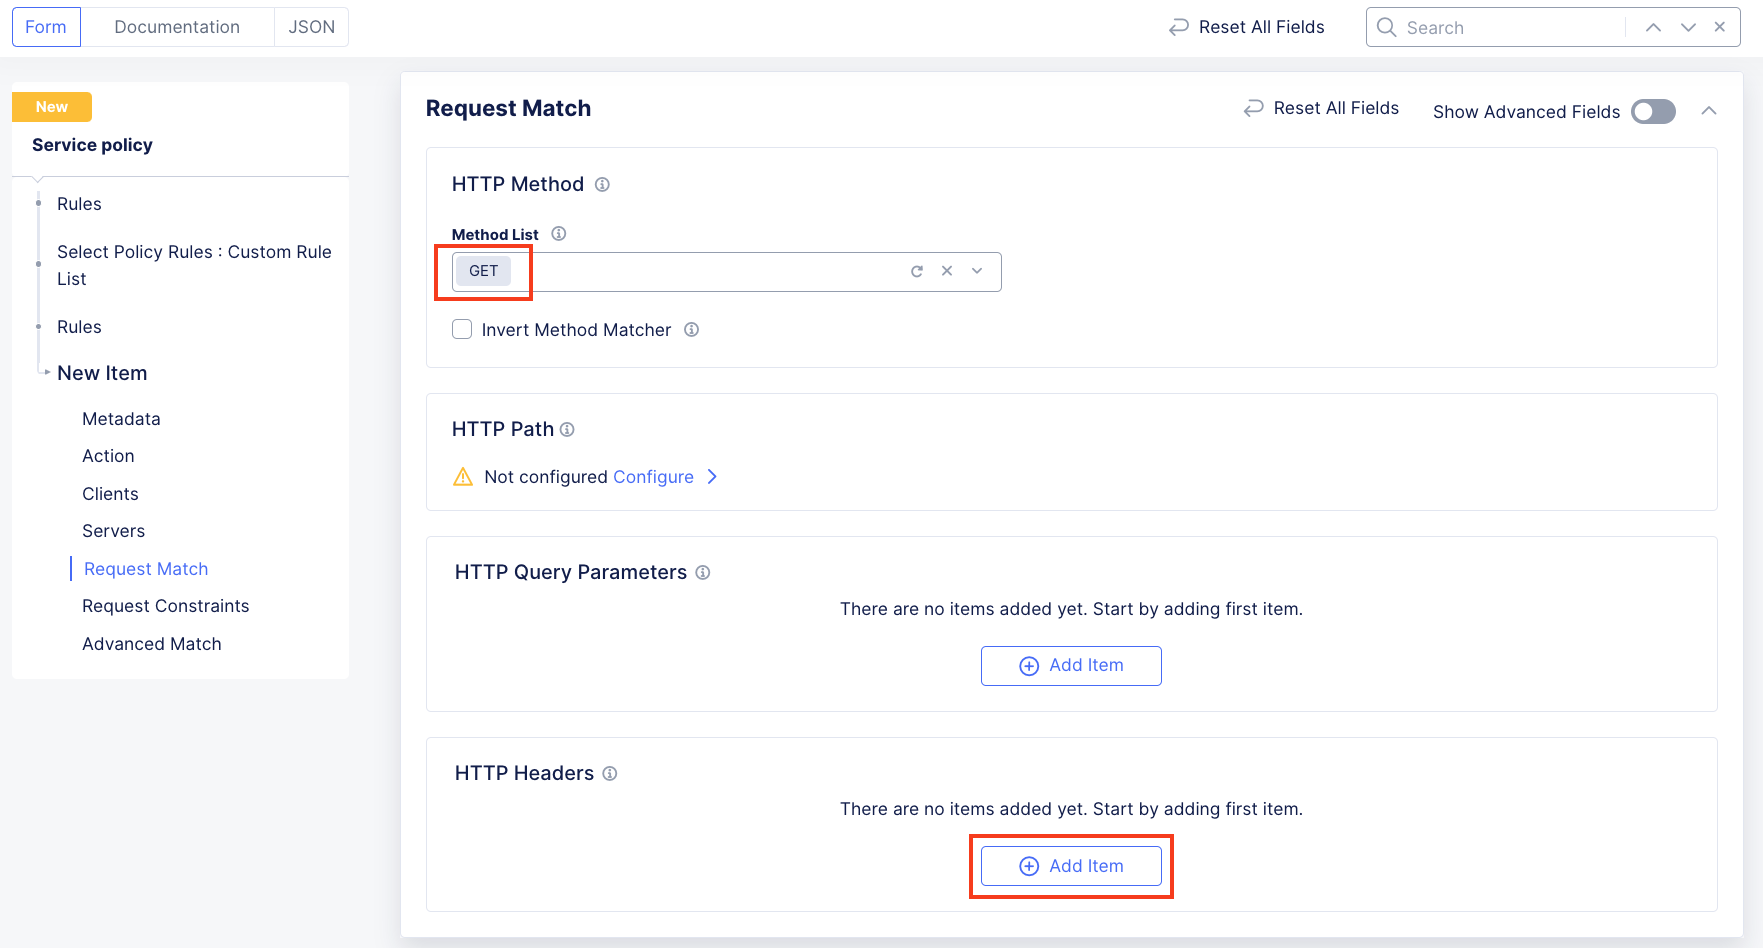 Form
Documentation
JSON
Reset All Fields
Search
New
Service policy
Rules
Select Policy Rules : Custom Rule
List
Rules
New Item
Metadata
Action
Clients
Servers
Request Match
Request Constraints
Advanced Match
Request Match
Reset All Fields
Show Advanced Fields
HTTP Method
Method List
GET
Invert Method Matcher
HTTP Path
Not configured Configure
HTTP Query Parameters
There are no items added yet. Start by adding first item.
Add Item
HTTP Headers
There are no items added yet. Start by adding first item.
Add Item